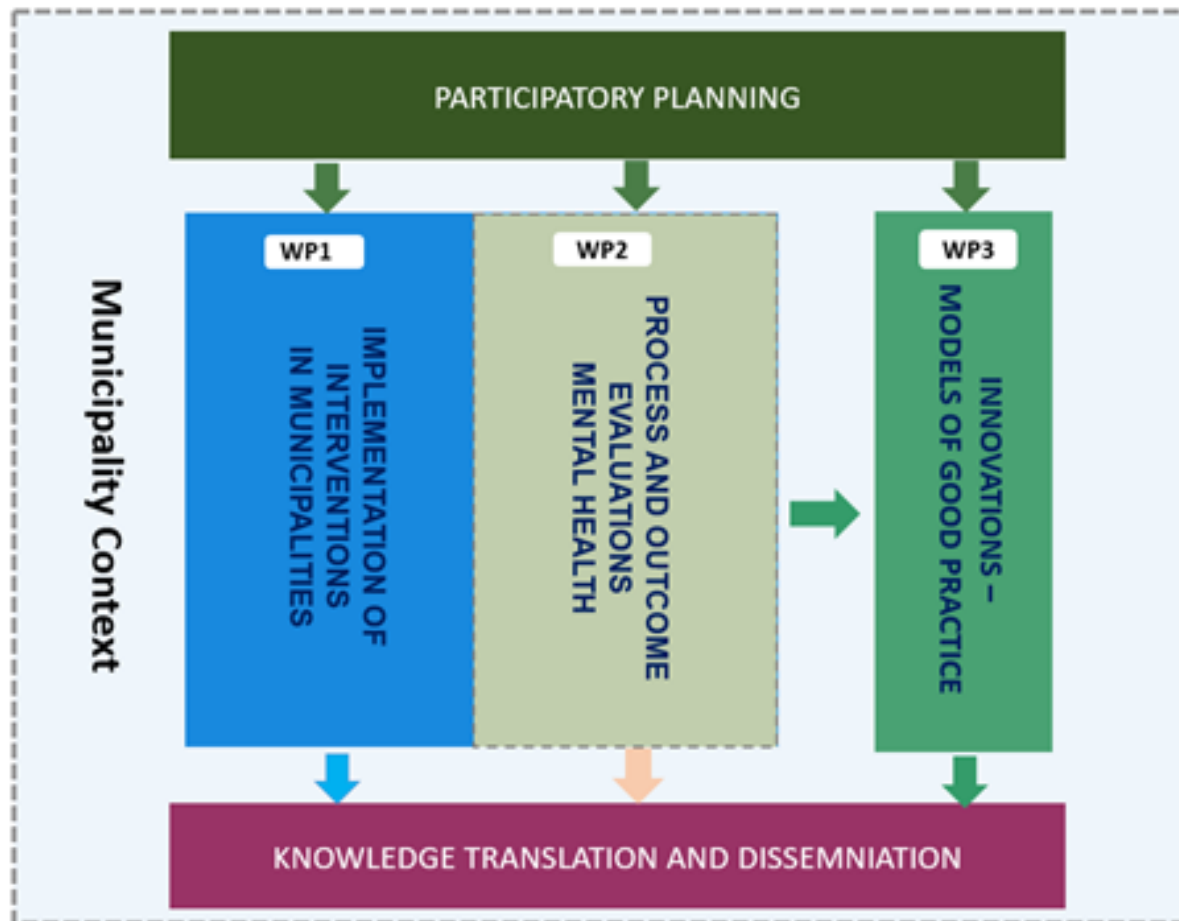 PARTICIPATORY PLANNING
Municipality Context
WP1
IMPLEMENTATION OF
INTERVENTIONS
IN MUNICIPALITIES
WP2
PROCESS AND OUTCOME
EVALUATIONS
MENTAL HEALTH
WP3
INNOVATIONS –
MODELS OF GOOD PRACTICE
KNOWLEDGE TRANSLATION AND DISSEMNIATION